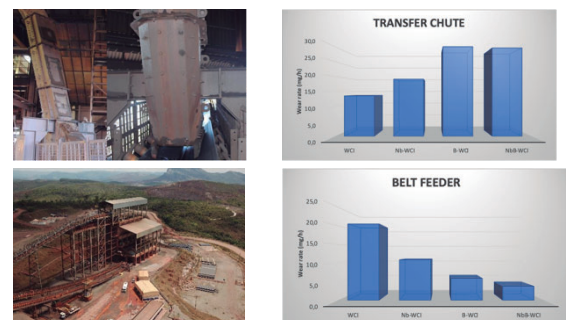 TRANSFER CHUTE
30,0
25,0
20,0
15,0
10,0
5,0
0,0
Wear rate (mg/h)
WCI Nb-WCI B-WCI NbB-WCI
BELT FEEDER
25,0
20,0
15,0
10,0
5,0
0,0
Wear rate (mg/h)
WCI Nb-WCI B-WCI NbB-WCI